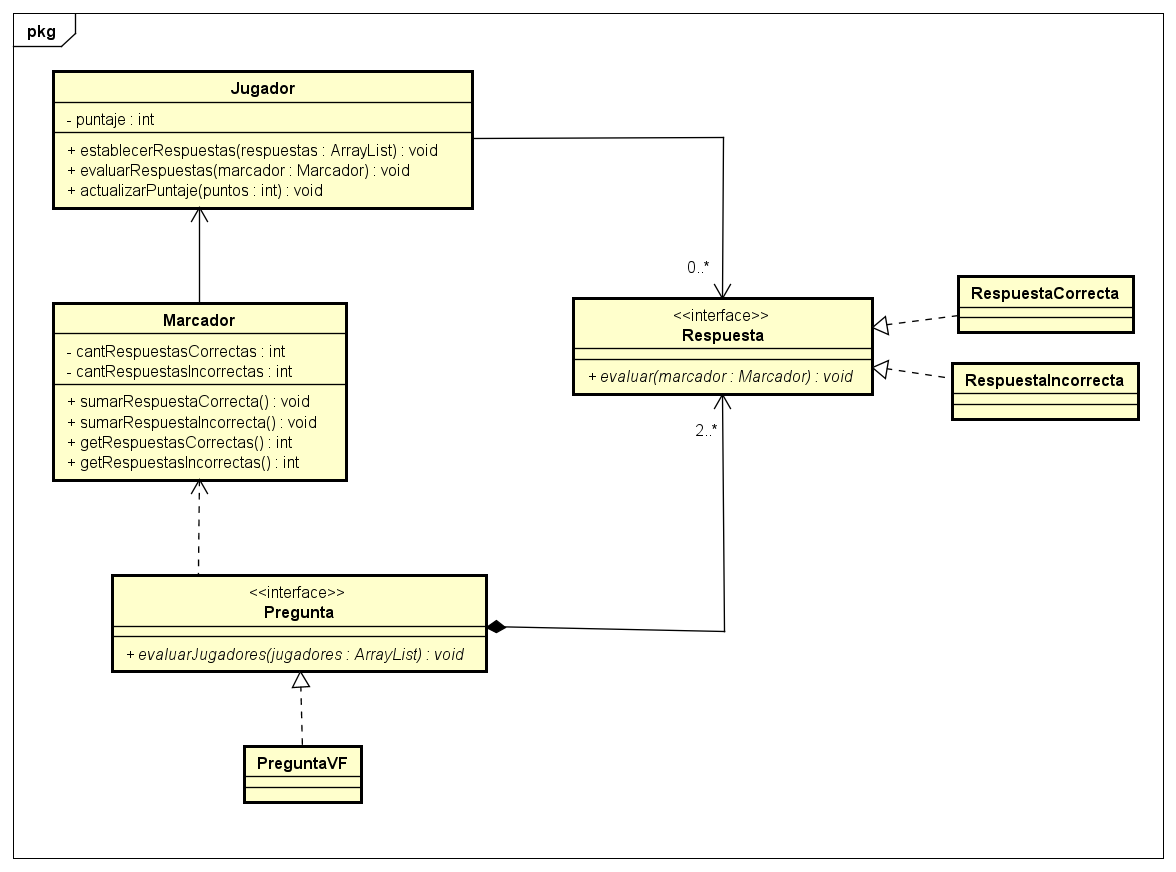 pkg
Jugador
- puntaje : int
+ establecerRespuestas(respuestas : ArrayList) : void
+ evaluarRespuestas(marcador : Marcador) : void
+ actualizarPuntaje(puntos : int) : void
0..*
<<interface>>
Respuesta
+ evaluar(marcador : Marcador) : void
RespuestaCorrecta
RespuestaIncorrecta
Marcador
- cantRespuestasCorrectas : int
- cantRespuestasIncorrectas : int
+ sumarRespuestaCorrecta() : void
+ sumarRespuestaIncorrecta() : void
+ getRespuestasCorrectas() : int
+ getRespuestasIncorrectas() : int
2..*
<<interface>>
Pregunta
+ evaluarJugadores(jugadores : ArrayList) : void
PreguntaVF